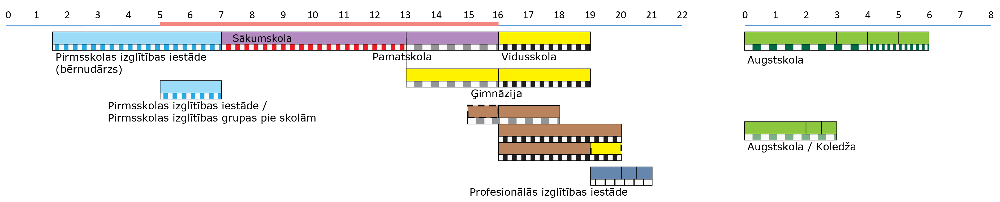 0 1 2 3 4 5 6 7 8 9 10 11 12 13 14 15 16 17 18 19 20 21 22 0 1 2 3 4 5 6 7 8
Sākumskola
Pirmsskolas izglītības iestāde
(bērnudārzs)
Pamatskola
Vidusskola
Augstskola
Ģimnāzija
Pirmsskolas izglītības iestāde /
Pirmsskolas izglītības grupas pie skolām
Augstskola / Koledža
Profesionālās izglītības iestāde